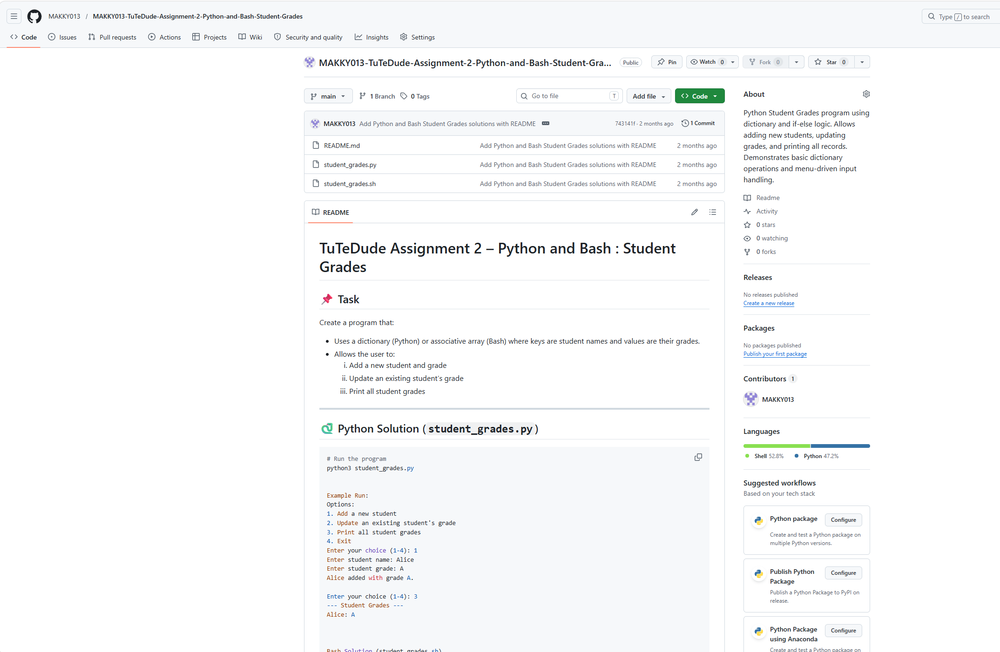 MAKKY013 / MAKKY013-TuTeDude-Assignment-2-Python-and-Bash-Student-Grades
Type / to search
Code Issues Pull requests Actions Projects Wiki Security and quality Insights Settings
MAKKY013-TuTeDude-Assignment-2-Python-and-Bash-Student-Gra... Public
Pin Watch 0 Fork 0 Star 0
main 1 Branch 0 Tags
Go to file T Add file Code
MAKKY013 Add Python and Bash Student Grades solutions with README 743141f · 2 months ago 1 Commit
README.md Add Python and Bash Student Grades solutions with README 2 months ago
student_grades.py Add Python and Bash Student Grades solutions with README 2 months ago
student_grades.sh Add Python and Bash Student Grades solutions with README 2 months ago
README
TuTeDude Assignment 2 – Python and Bash : Student
Grades
📌 Task
Create a program that:
• Uses a dictionary (Python) or associative array (Bash) where keys are student names and values are their grades.
• Allows the user to:
i. Add a new student and grade
ii. Update an existing student’s grade
iii. Print all student grades
🐍 Python Solution (student_grades.py)
# Run the program
python3 student_grades.py
Example Run:
Options:
1. Add a new student
2. Update an existing student's grade
3. Print all student grades
4. Exit
Enter your choice (1-4): 1
Enter student name: Alice
Enter student grade: A
Alice added with grade A.
Enter your choice (1-4): 3
--- Student Grades ---
Alice: A
Bash Solution (student_grades.sh)
About
Python Student Grades program using
dictionary and if-else logic. Allows
adding new students, updating
grades, and printing all records.
Demonstrates basic dictionary
operations and menu-driven input
handling.
Readme
Activity
0 stars
0 watching
0 forks
Releases
No releases published
Create a new release
Packages
No packages published
Publish your first package
Contributors 1
MAKKY013
Languages
Shell 52.8% Python 47.2%
Suggested workflows
Based on your tech stack
Python package Configure
Create and test a Python package on
multiple Python versions.
Publish Python
Package
Configure
Publish a Python Package to PyPI on
release.
Python Package
using Anaconda
Configure
Create and test a Python package on